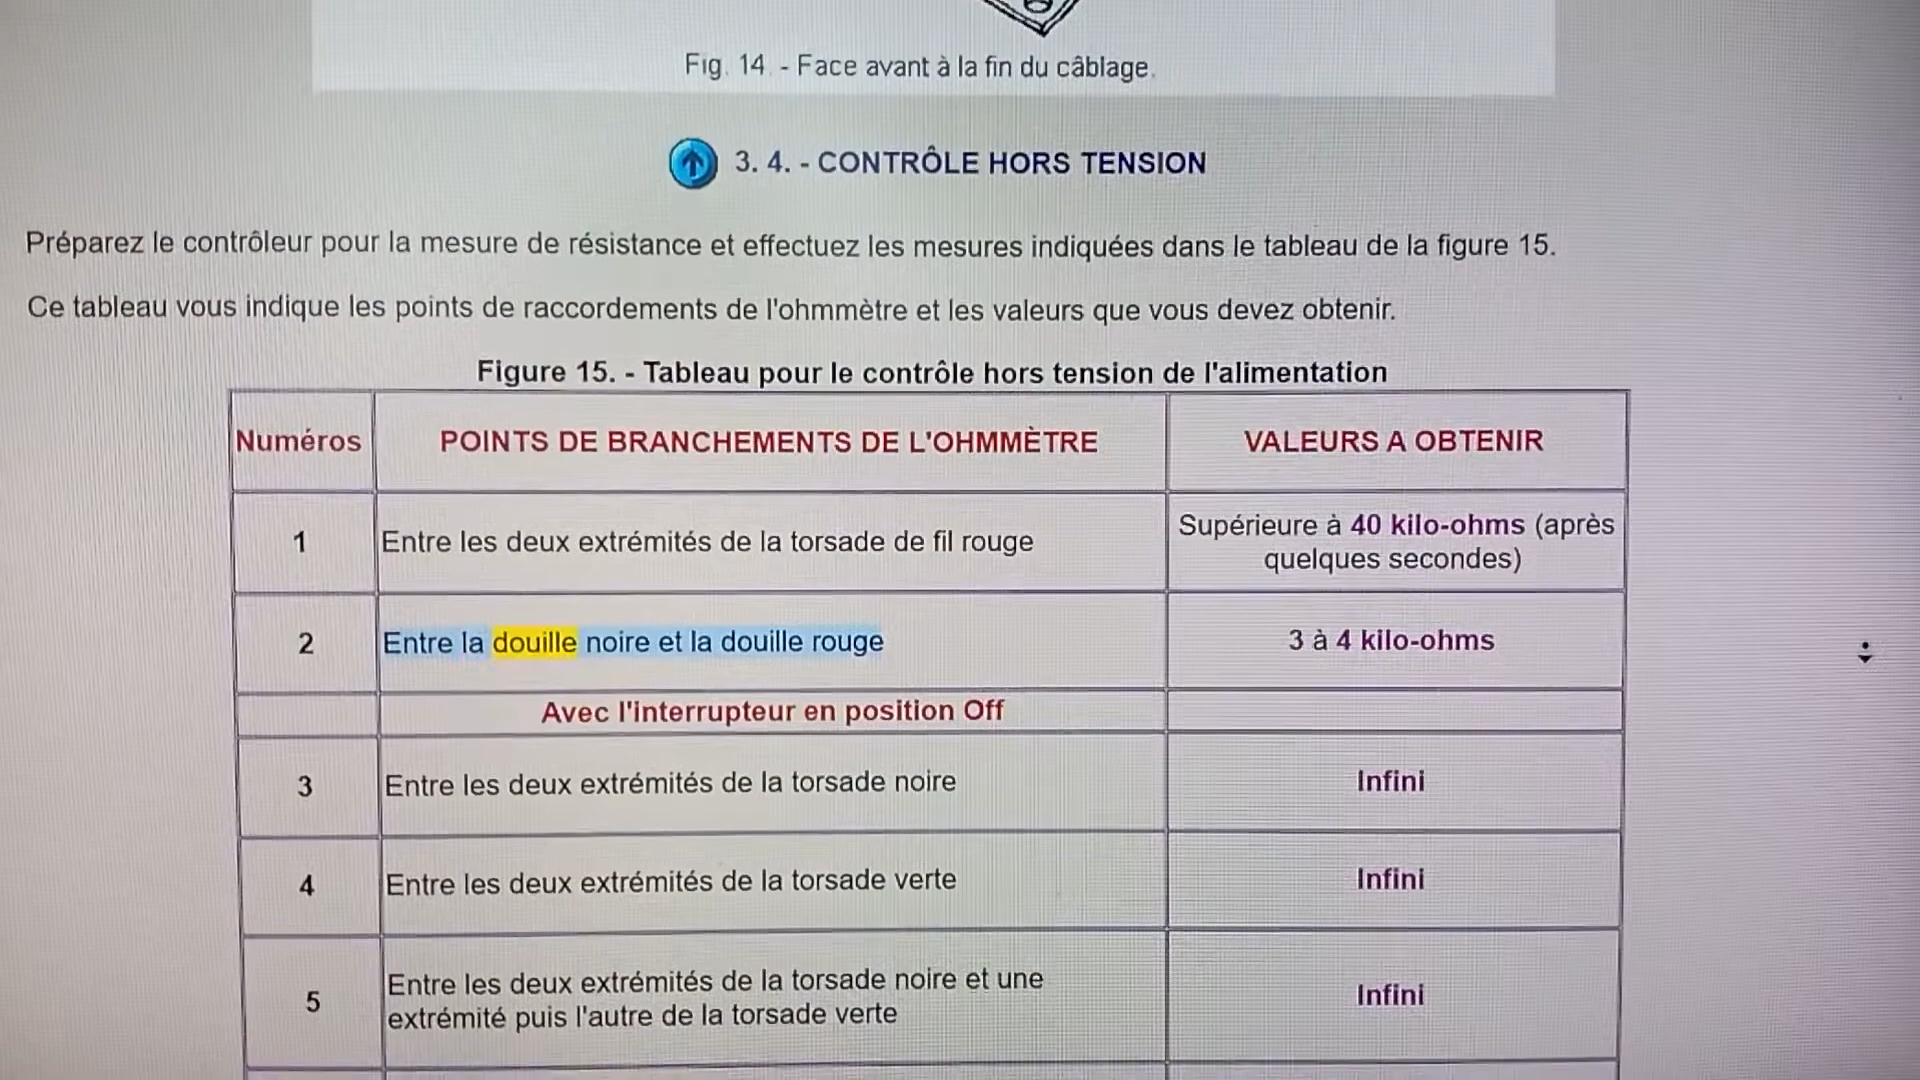 Fig. 14. - Face avant à la fin du câblage.
3. 4. - CONTRÔLE HORS TENSION
Préparez le contrôleur pour la mesure de résistance et effectuez les mesures indiquées dans le tableau de la figure 15.
Ce tableau vous indique les points de raccordements de l'ohmmètre et les valeurs que vous devez obtenir.
Figure 15. - Tableau pour le contrôle hors tension de l'alimentation
Numéros POINTS DE BRANCHEMENTS DE L'OHMMÈTRE VALEURS A OBTENIR
1 Entre les deux extrémités de la torsade de fil rouge Supérieure à 40 kilo-ohms (après
quelques secondes)
2 Entre la douille noire et la douille rouge 3 à 4 kilo-ohms
Avec l'interrupteur en position Off
3 Entre les deux extrémités de la torsade noire Infini
4 Entre les deux extrémités de la torsade verte Infini
5 Entre les deux extrémités de la torsade noire et une
extrémité puis l'autre de la torsade verte Infini